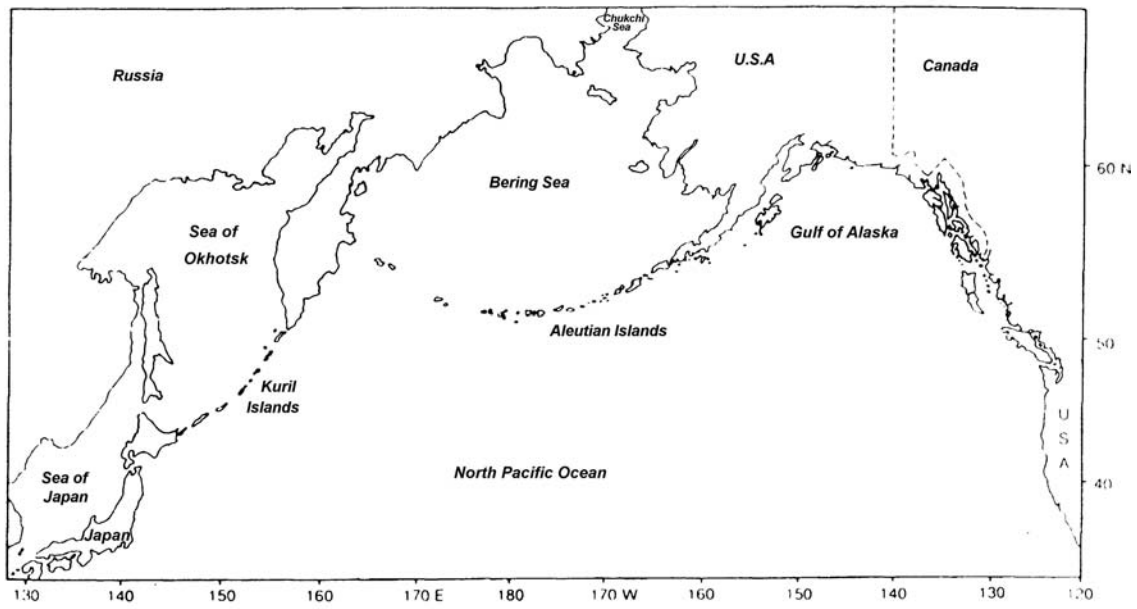 Chukchi
Sea
Russia
U.S.A
Canada
60 N
Bering Sea
Sea of
Okhotsk
Gulf of Alaska
Aleutian Islands
50
Kuril
Islands
U
S
A
North Pacific Ocean
Sea of
Japan
40
Japan
130
140
150
160 E
170
180
170 W
160
150
140
130
120